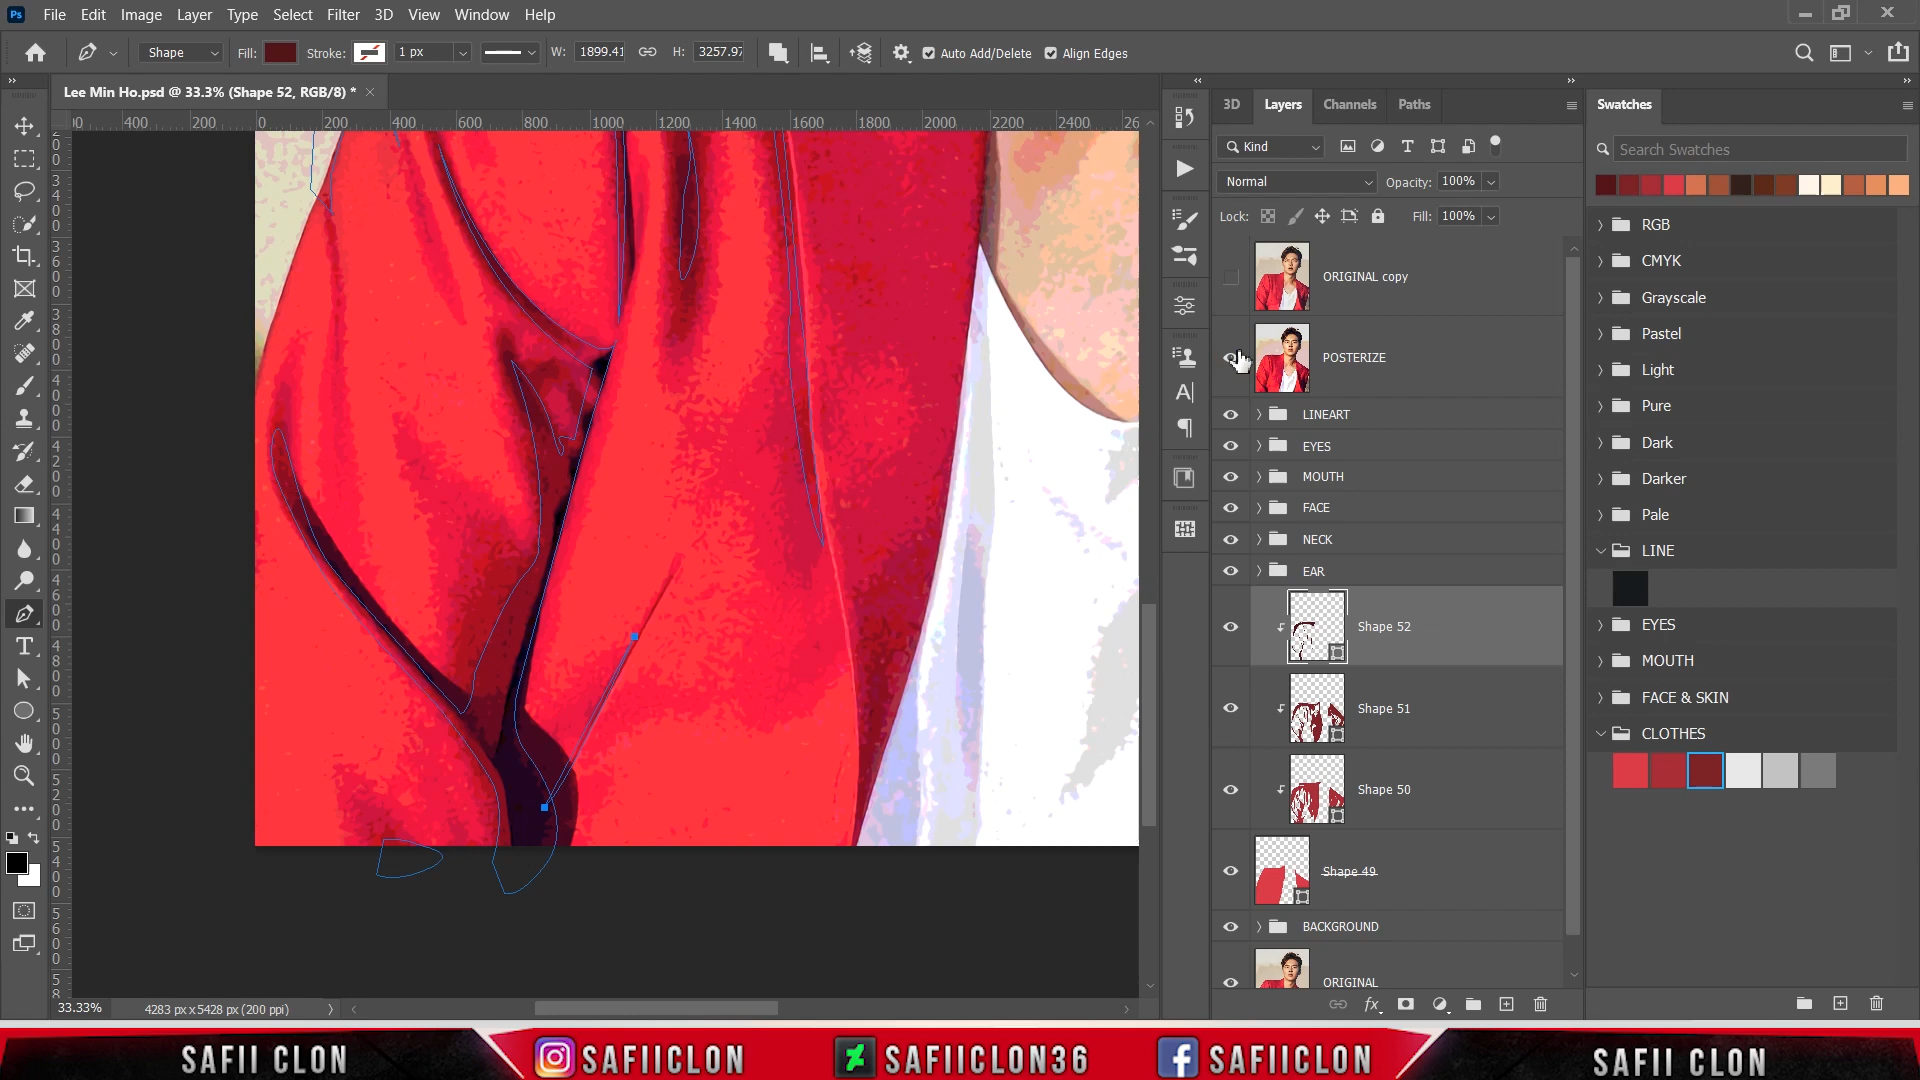 Ps File Edit Image Layer Type Select Filter 3D View Window Help
Shape Fill: Stroke: 1 px W: 1899.41 H: 3257.97 Auto Add/Delete Align Edges
Lee Min Ho.psd @ 33.3% (Shape 52, RGB/8) *
3D Layers Channels Paths
Swatches
400 200 0 200 400 600 800 1000 1200 1400 1600 1800 2000 2200 2400
Kind
Search Swatches
Normal Opacity: 100%
Lock: Fill: 100%
ORIGINAL copy
POSTERIZE
LINEART
EYES
MOUTH
FACE
NECK
EAR
Shape 52
Shape 51
Shape 50
Shape 49
BACKGROUND
ORIGINAL
RGB
CMYK
Grayscale
Pastel
Light
Pure
Dark
Darker
Pale
LINE
EYES
MOUTH
FACE & SKIN
CLOTHES
33.33% 4283 px x 5428 px (200 ppi)
SAFII CLON SAFIICLON SAFIICLON36 SAFIICLON SAFII CLON